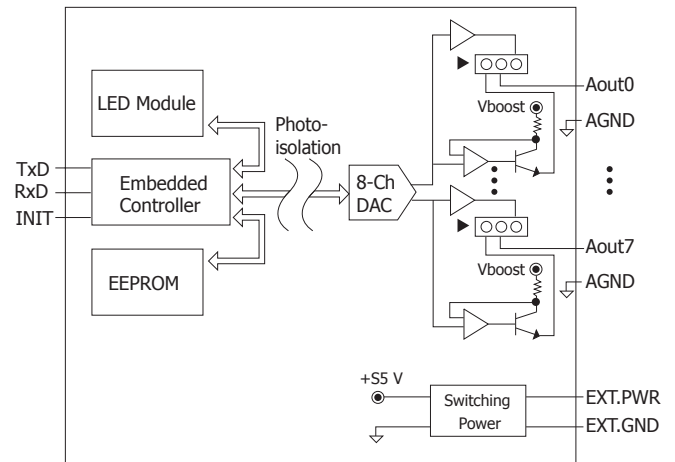 LED Module
Photo-
isolation
TxD
RxD
INIT
Embedded
Controller
EEPROM
8-Ch
DAC
Aout0
Vboost
AGND
Aout7
Vboost
AGND
+S5 V
Switching
Power
EXT.PWR
EXT.GND